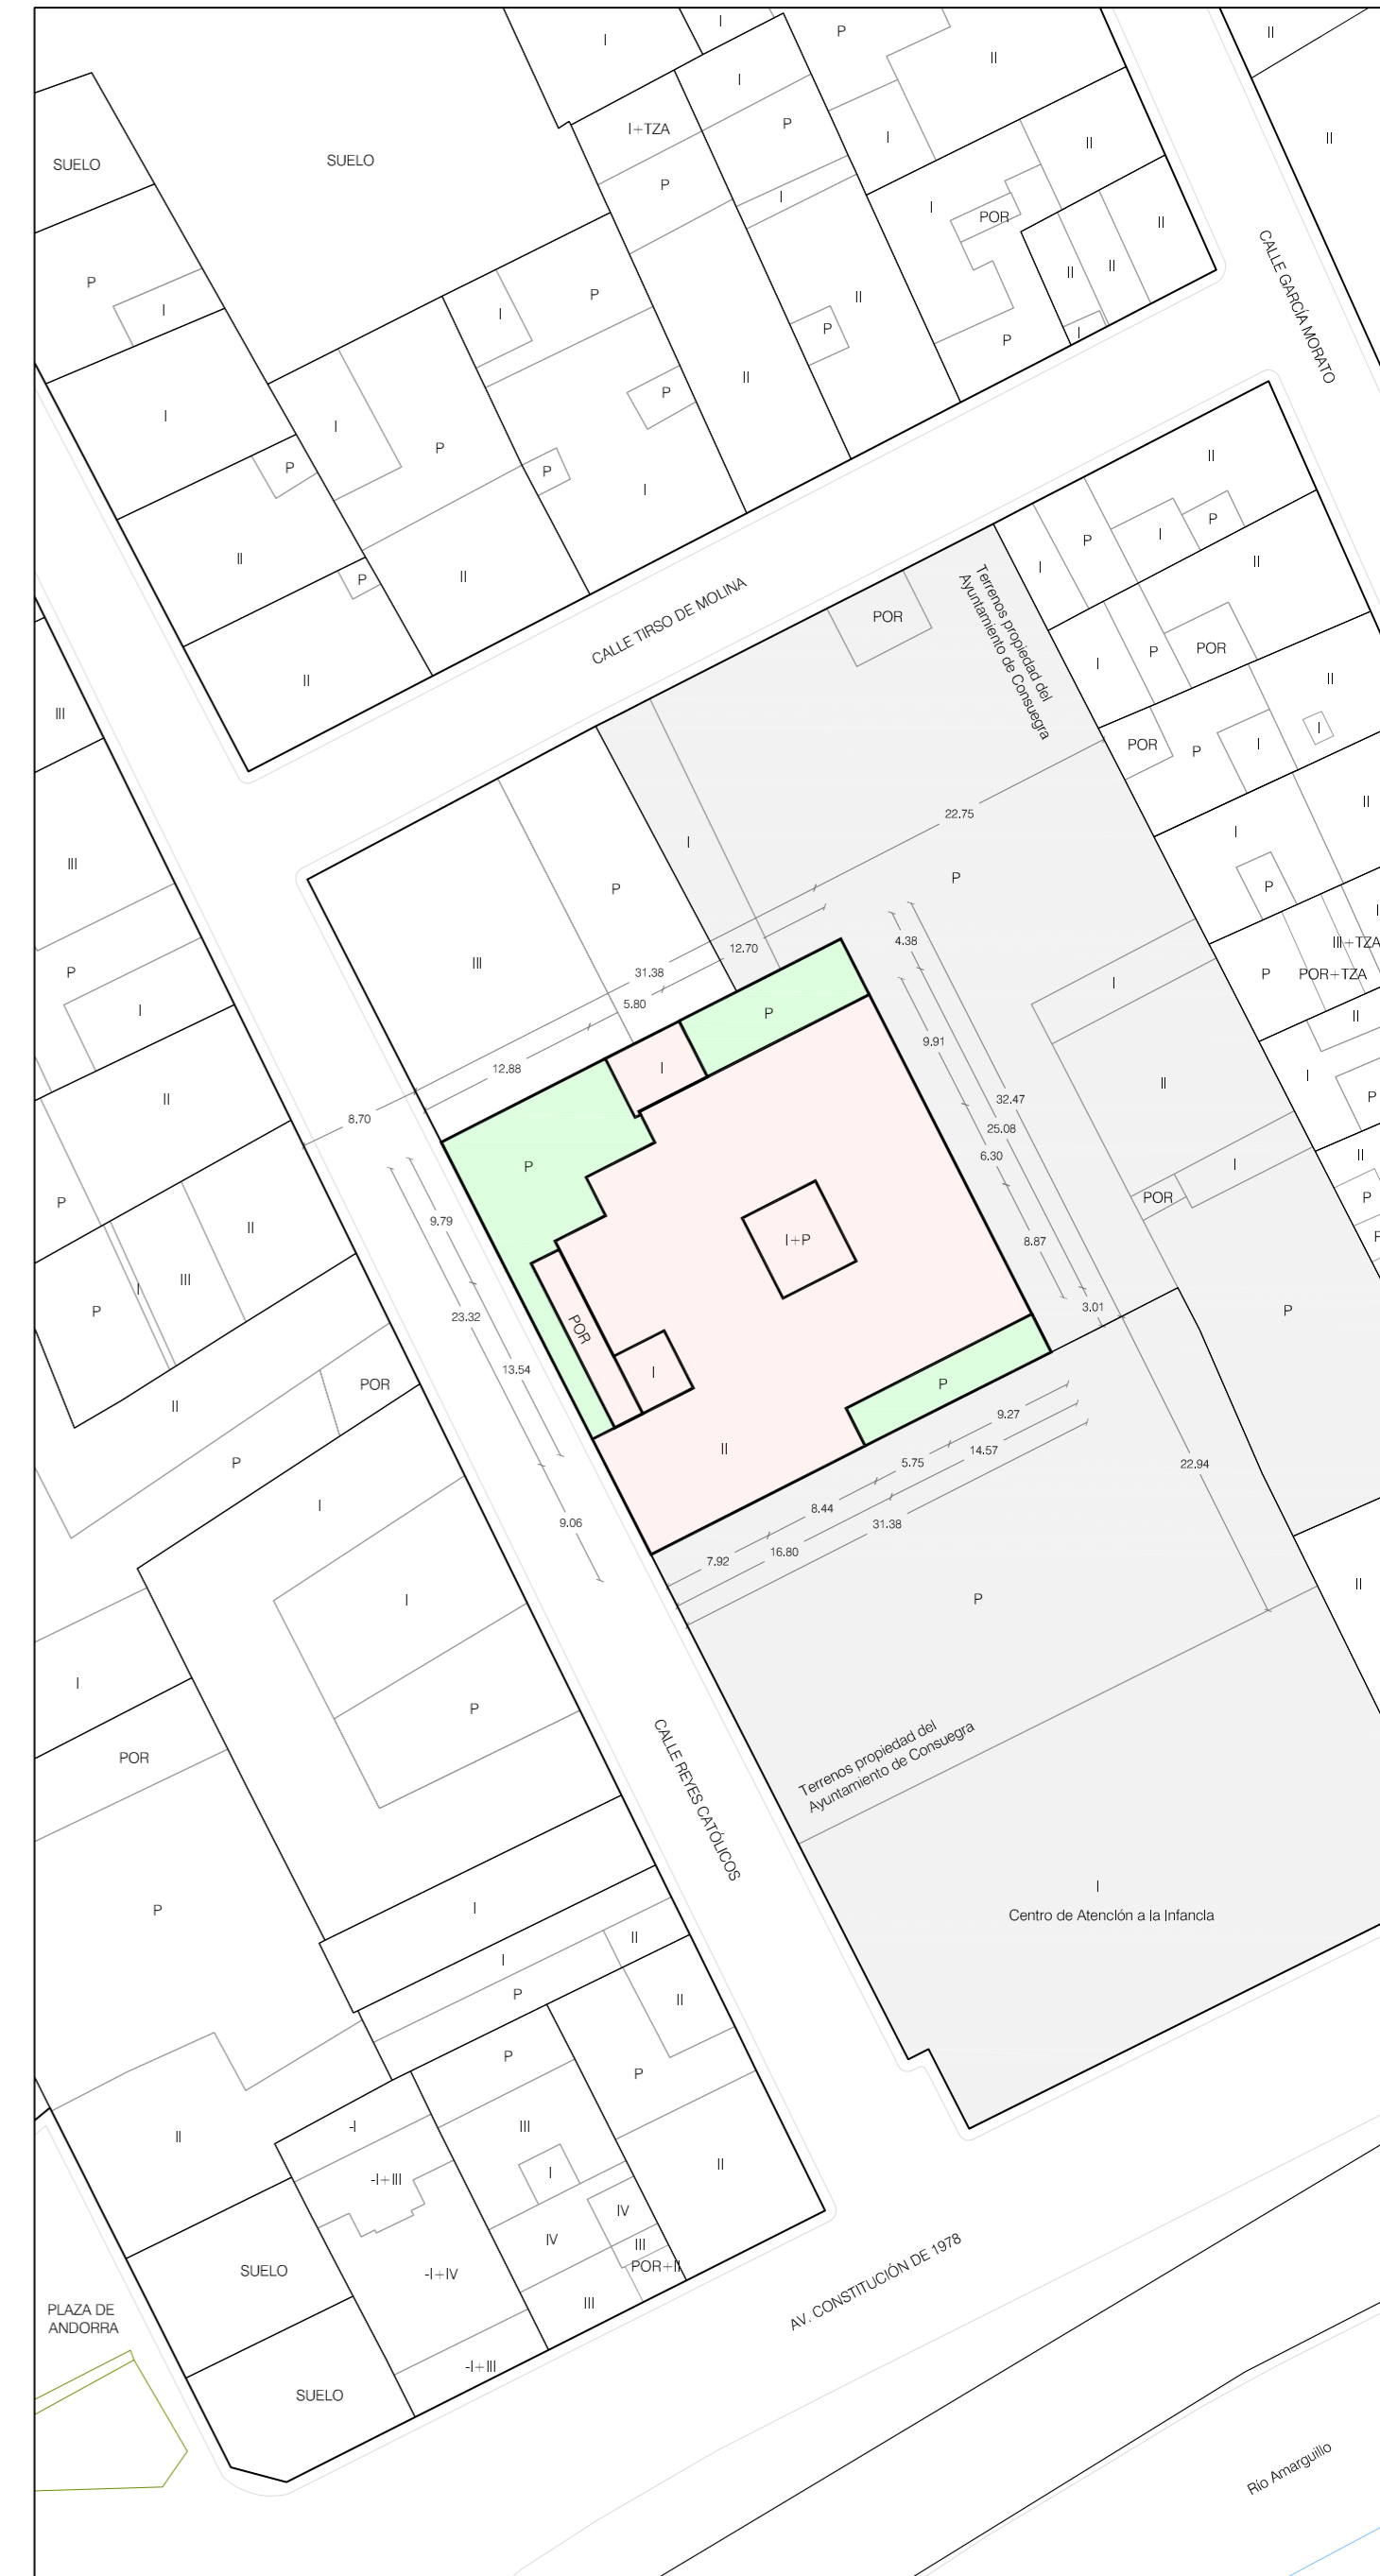 I
I
P
II
II
I
I+TZA
P
I
II
II
SUELO
SUELO
P
I
I
POR
II
P
I
P
I
II
II
II
P
P
I
I
P
I
P
CALLE GARCÍA MORATO
II
P
I
I
P
P
P
I
II
II
P
II
P
I
P
P
I
II
I
CALLE TIRSO DE MOLINA
POR
Terrenos propiedad del
Ayuntamiento de Consuegra
I
P
POR
II
II
III
POR
P
I
I
II
22.75
I
I
III
P
P
P
12.70
4.38
III
31.38
P
5.80
I
I
III+TZA
P
POR+TZA
P
9.91
II
12.88
I
I
II
32.47
II
P
8.70
25.08
6.30
II
P
I
POR
P
P
P
9.79
II
I+P
8.87
P
III
I
P
23.32
POR
3.01
P
13.54
I
P
POR
II
9.27
II
14.57
P
5.75
22.94
I
8.44
31.38
9.06
16.80
7.92
II
I
P
I
P
Terrenos propiedad del
Ayuntamiento de Consuegra
POR
CALLE REYES CATÓLICOS
I
Centro de Atención a la Infancia
P
I
II
I
P
II
P
P
-I
III
II
-I+III
I
II
IV
IV
III
POR+II
SUELO
-I+IV
III
AV. CONSTITUCIÓN DE 1978
PLAZA DE
ANDORRA
-I+III
SUELO
Río Amarguillo